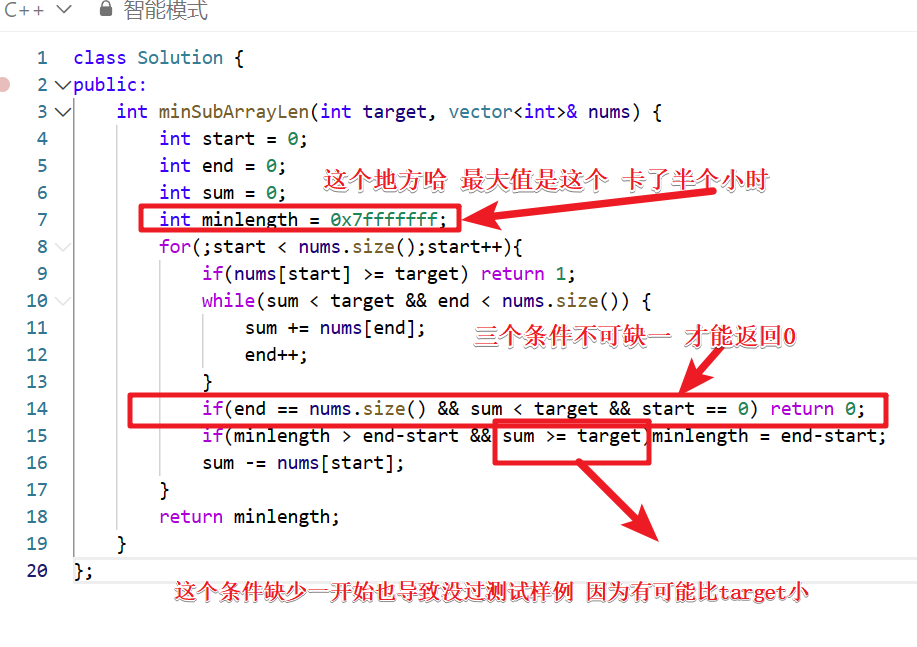 C++ 智能模式
1 class Solution {
2 public:
3 int minSubArrayLen(int target, vector<int>& nums) {
4 int start = 0;
5 int end = 0;
6 int sum = 0;
这个地方哈 最大值是这个 卡了半个小时
7 int minlength = 0x7fffffff;
8 for(;start < nums.size();start++){
9 if(nums[start] >= target) return 1;
10 while(sum < target && end < nums.size()) {
11 sum += nums[end];
三个条件不可缺一 才能返回0
12 end++;
13 }
14 if(end == nums.size() && sum < target && start == 0) return 0;
15 if(minlength > end-start && sum >= target)minlength = end-start;
16 sum -= nums[start];
17 }
18 return minlength;
19 }
20 };
这个条件缺少一开始也导致没过测试样例 因为有可能比target小